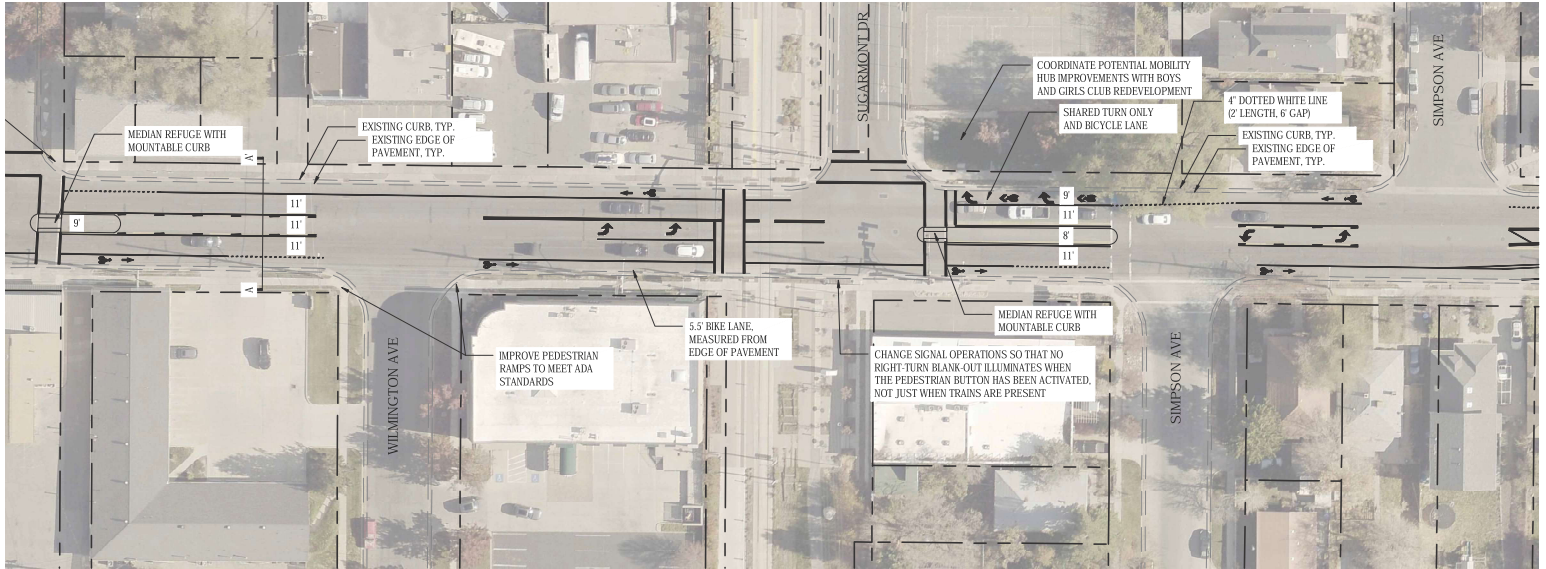 SUGARMONT DR
SIMPSON AVE
COORDINATE POTENTIAL MOBILITY
HUB IMPROVEMENTS WITH BOYS
AND GIRLS CLUB REDEVELOPMENT
SHARED TURN ONLY
AND BICYCLE LANE
4" DOTTED WHITE LINE
(2' LENGTH, 6' GAP)
EXISTING CURB, TYP.
EXISTING EDGE OF
PAVEMENT, TYP.
MEDIAN REFUGE WITH
MOUNTABLE CURB
EXISTING CURB, TYP.
EXISTING EDGE OF
PAVEMENT, TYP.
A'
9'
11'
11'
11'
A
9'
11'
8'
11'
MEDIAN REFUGE WITH
MOUNTABLE CURB
5.5' BIKE LANE,
MEASURED FROM
EDGE OF PAVEMENT
IMPROVE PEDESTRIAN
RAMPS TO MEET ADA
STANDARDS
CHANGE SIGNAL OPERATIONS SO THAT NO
RIGHT-TURN BLANK-OUT ILLUMINATES WHEN
THE PEDESTRIAN BUTTON HAS BEEN ACTIVATED,
NOT JUST WHEN TRAINS ARE PRESENT
WILMINGTON AVE
SIMPSON AVE